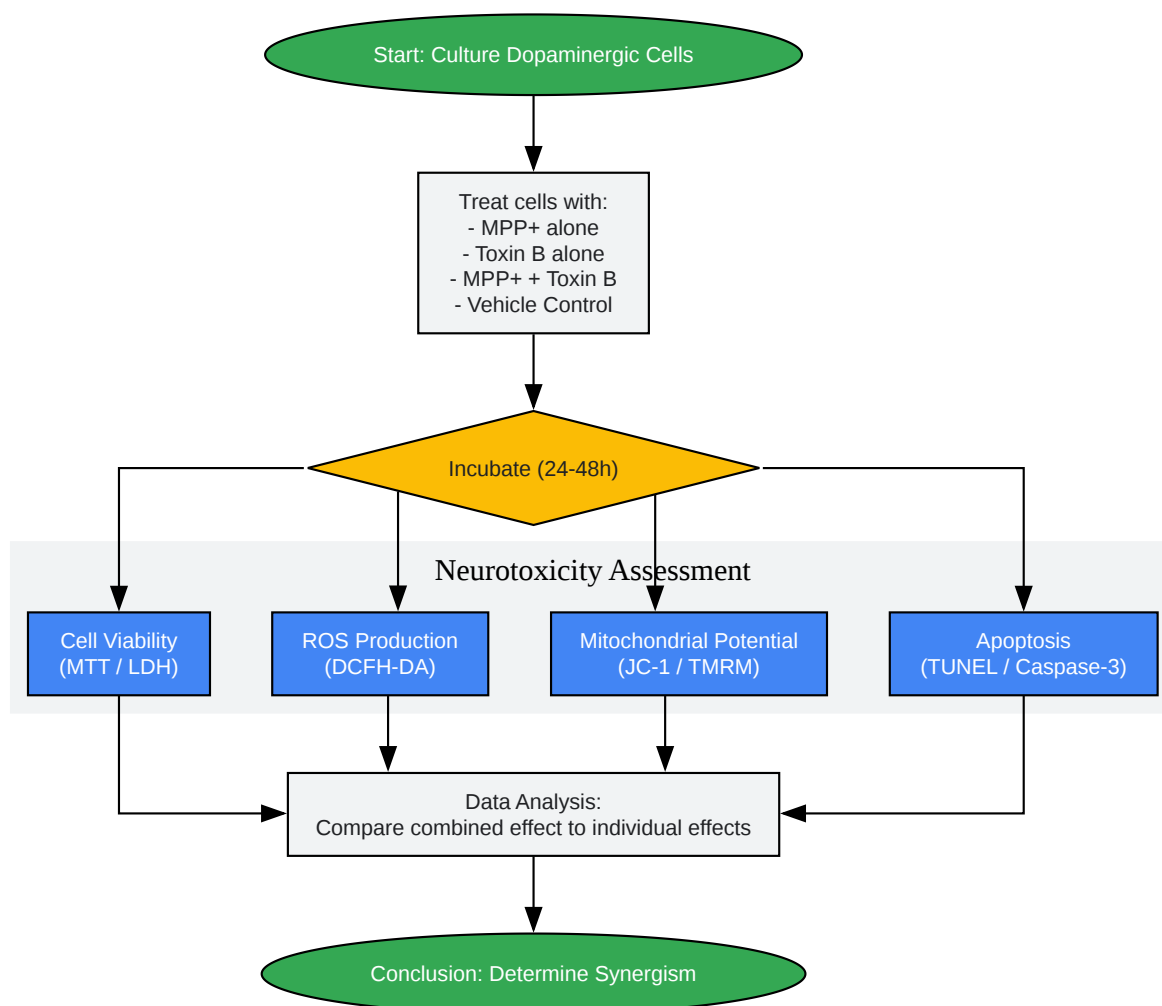 Start: Culture Dopaminergic Cells
Treat cells with:
- MPP+ alone
- Toxin B alone
- MPP+ + Toxin B
- Vehicle Control
Incubate (24-48h)
Neurotoxicity Assessment
Cell Viability
(MTT / LDH)
ROS Production
(DCFH-DA)
Mitochondrial Potential
(JC-1 / TMRM)
Apoptosis
(TUNEL / Caspase-3)
Data Analysis:
Compare combined effect to individual effects
Conclusion: Determine Synergism